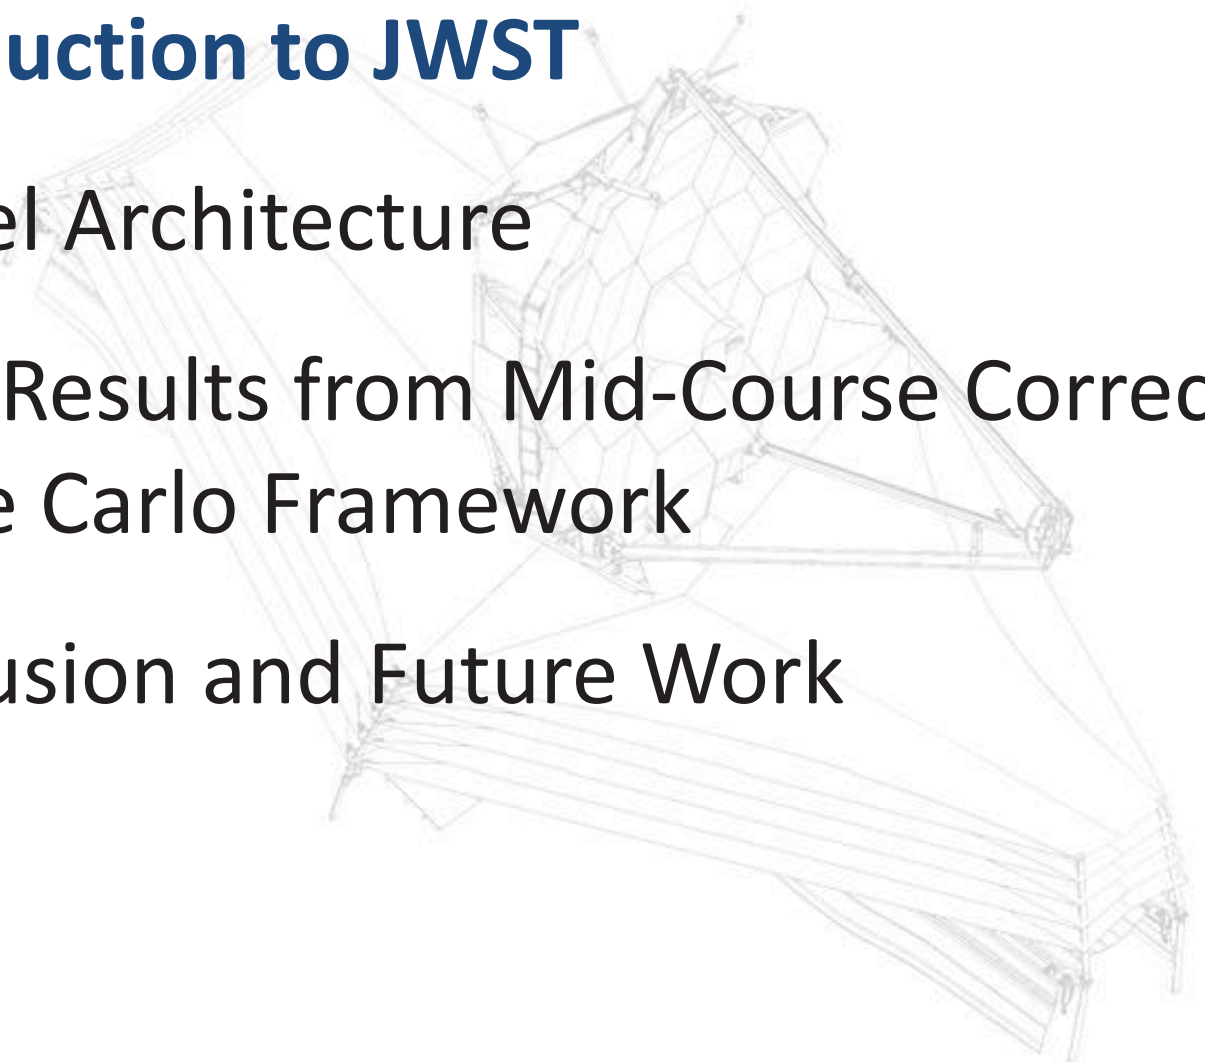 uction to JWST
el Architecture
Results from Mid-Course Correc
e Carlo Framework
usion and Future Work